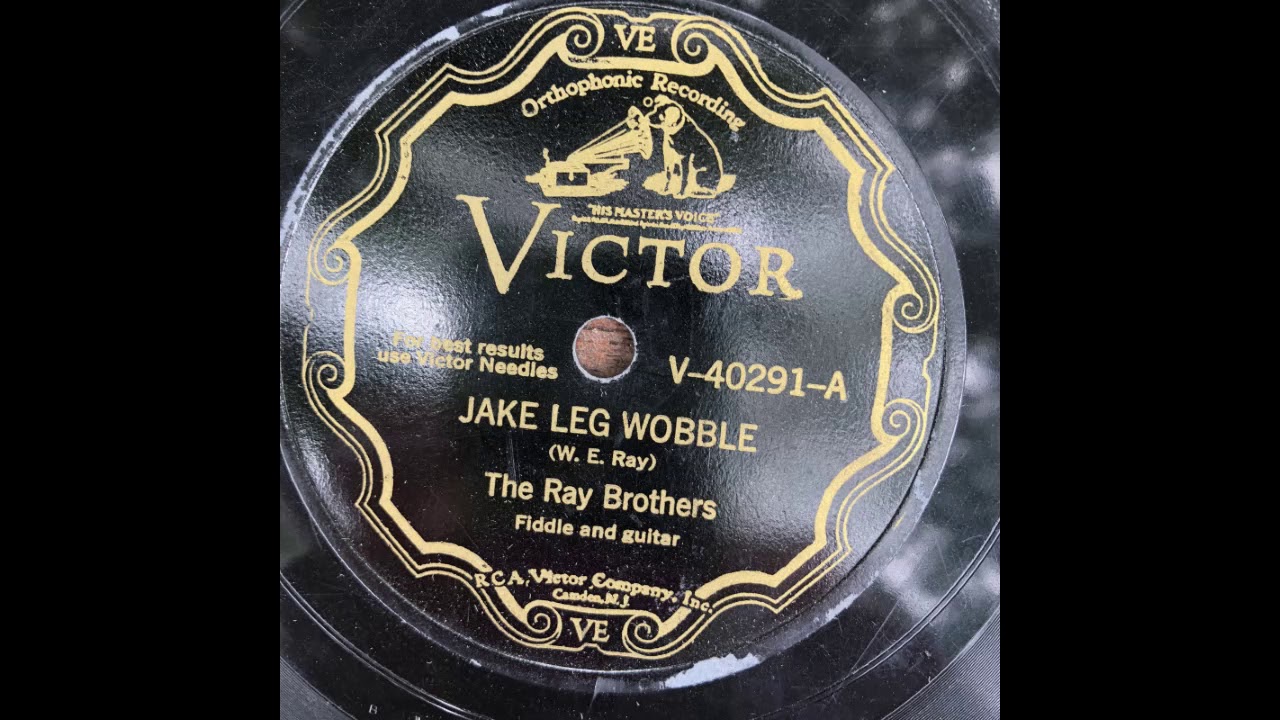 VE
Orthophonic Recording
"HIS MASTER'S VOICE"
VICTOR
For best results
use Victor Needles
V-40291-A
JAKE LEG WOBBLE
(W. E. Ray)
The Ray Brothers
Fiddle and guitar
RCA Victor Company, Inc.
Camden, N.J.
VE
B